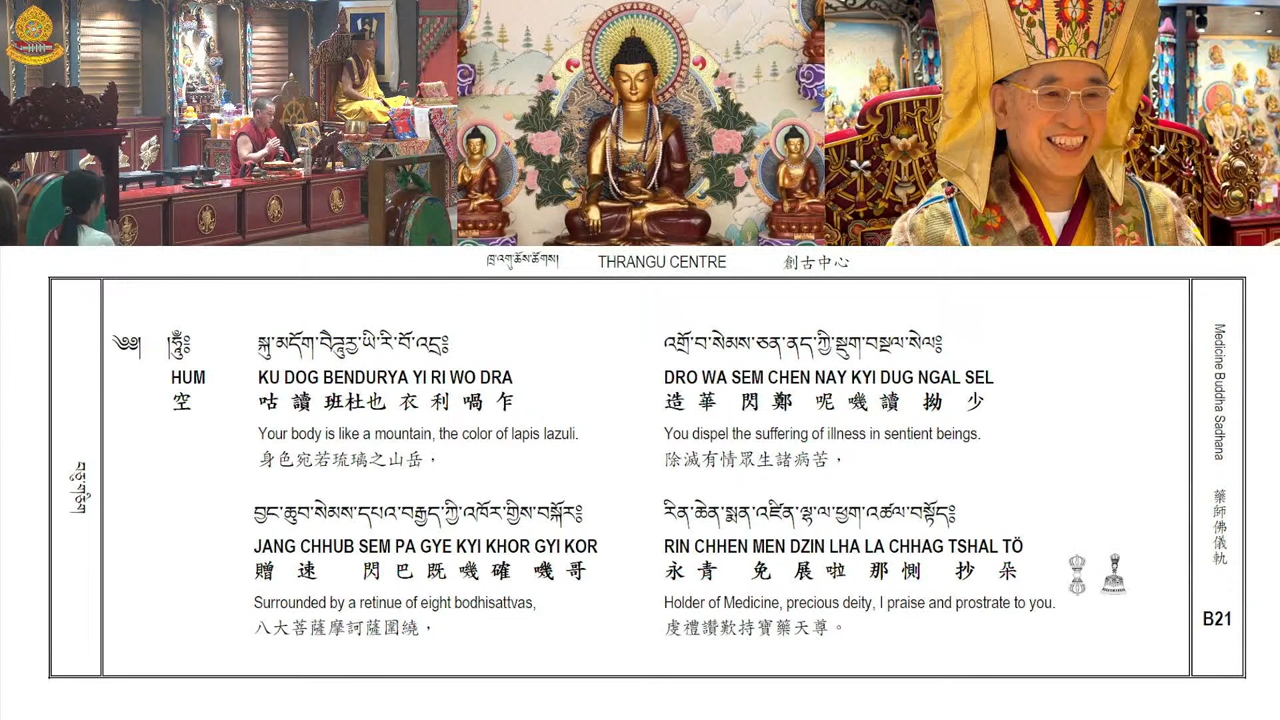 ཁྲ་འགུ་ཆོས་ཚོགས། THRANGU CENTRE 創古中心
༄༅། །ཧཱུྃ༔ སྐུ་མདོག་བཻཌཱུརྱ་ཡི་རི་བོ་འདྲ༔ འགྲོ་བ་སེམས་ཅན་ནད་ཀྱི་སྡུག་བསྔལ་སེལ༔
HUM KU DOG BENDURYA YI RI WO DRA DRO WA SEM CHEN NAY KYI DUG NGAL SEL
空 咕 讀 班杜也 衣 利 喎 乍 造 華 閃 鄭 呢 嘰 讀 拗 少
Your body is like a mountain, the color of lapis lazuli. You dispel the suffering of illness in sentient beings.
身色宛若琉璃之山岳， 除滅有情眾生諸病苦，
བྱང་ཆུབ་སེམས་དཔའ་བརྒྱད་ཀྱི་འཁོར་གྱིས་བསྐོར༔ རིན་ཆེན་སྨན་འཛིན་ལྷ་ལ་ཕྱག་འཚལ་བསྟོད༔
JANG CHHUB SEM PA GYE KYI KHOR GYI KOR RIN CHHEN MEN DZIN LHA LA CHHAG TSHAL TÖ
贈 速 閃 巴 既 嘰 確 嘰 哥 永 青 免 展 啦 那 惻 抄 朵
Surrounded by a retinue of eight bodhisattvas, Holder of Medicine, precious deity, I praise and prostrate to you.
八大菩薩摩訶薩圍繞， 虔禮讚歎持寶藥天尊。
Medicine Buddha Sadhana 藥師佛儀軌
B21